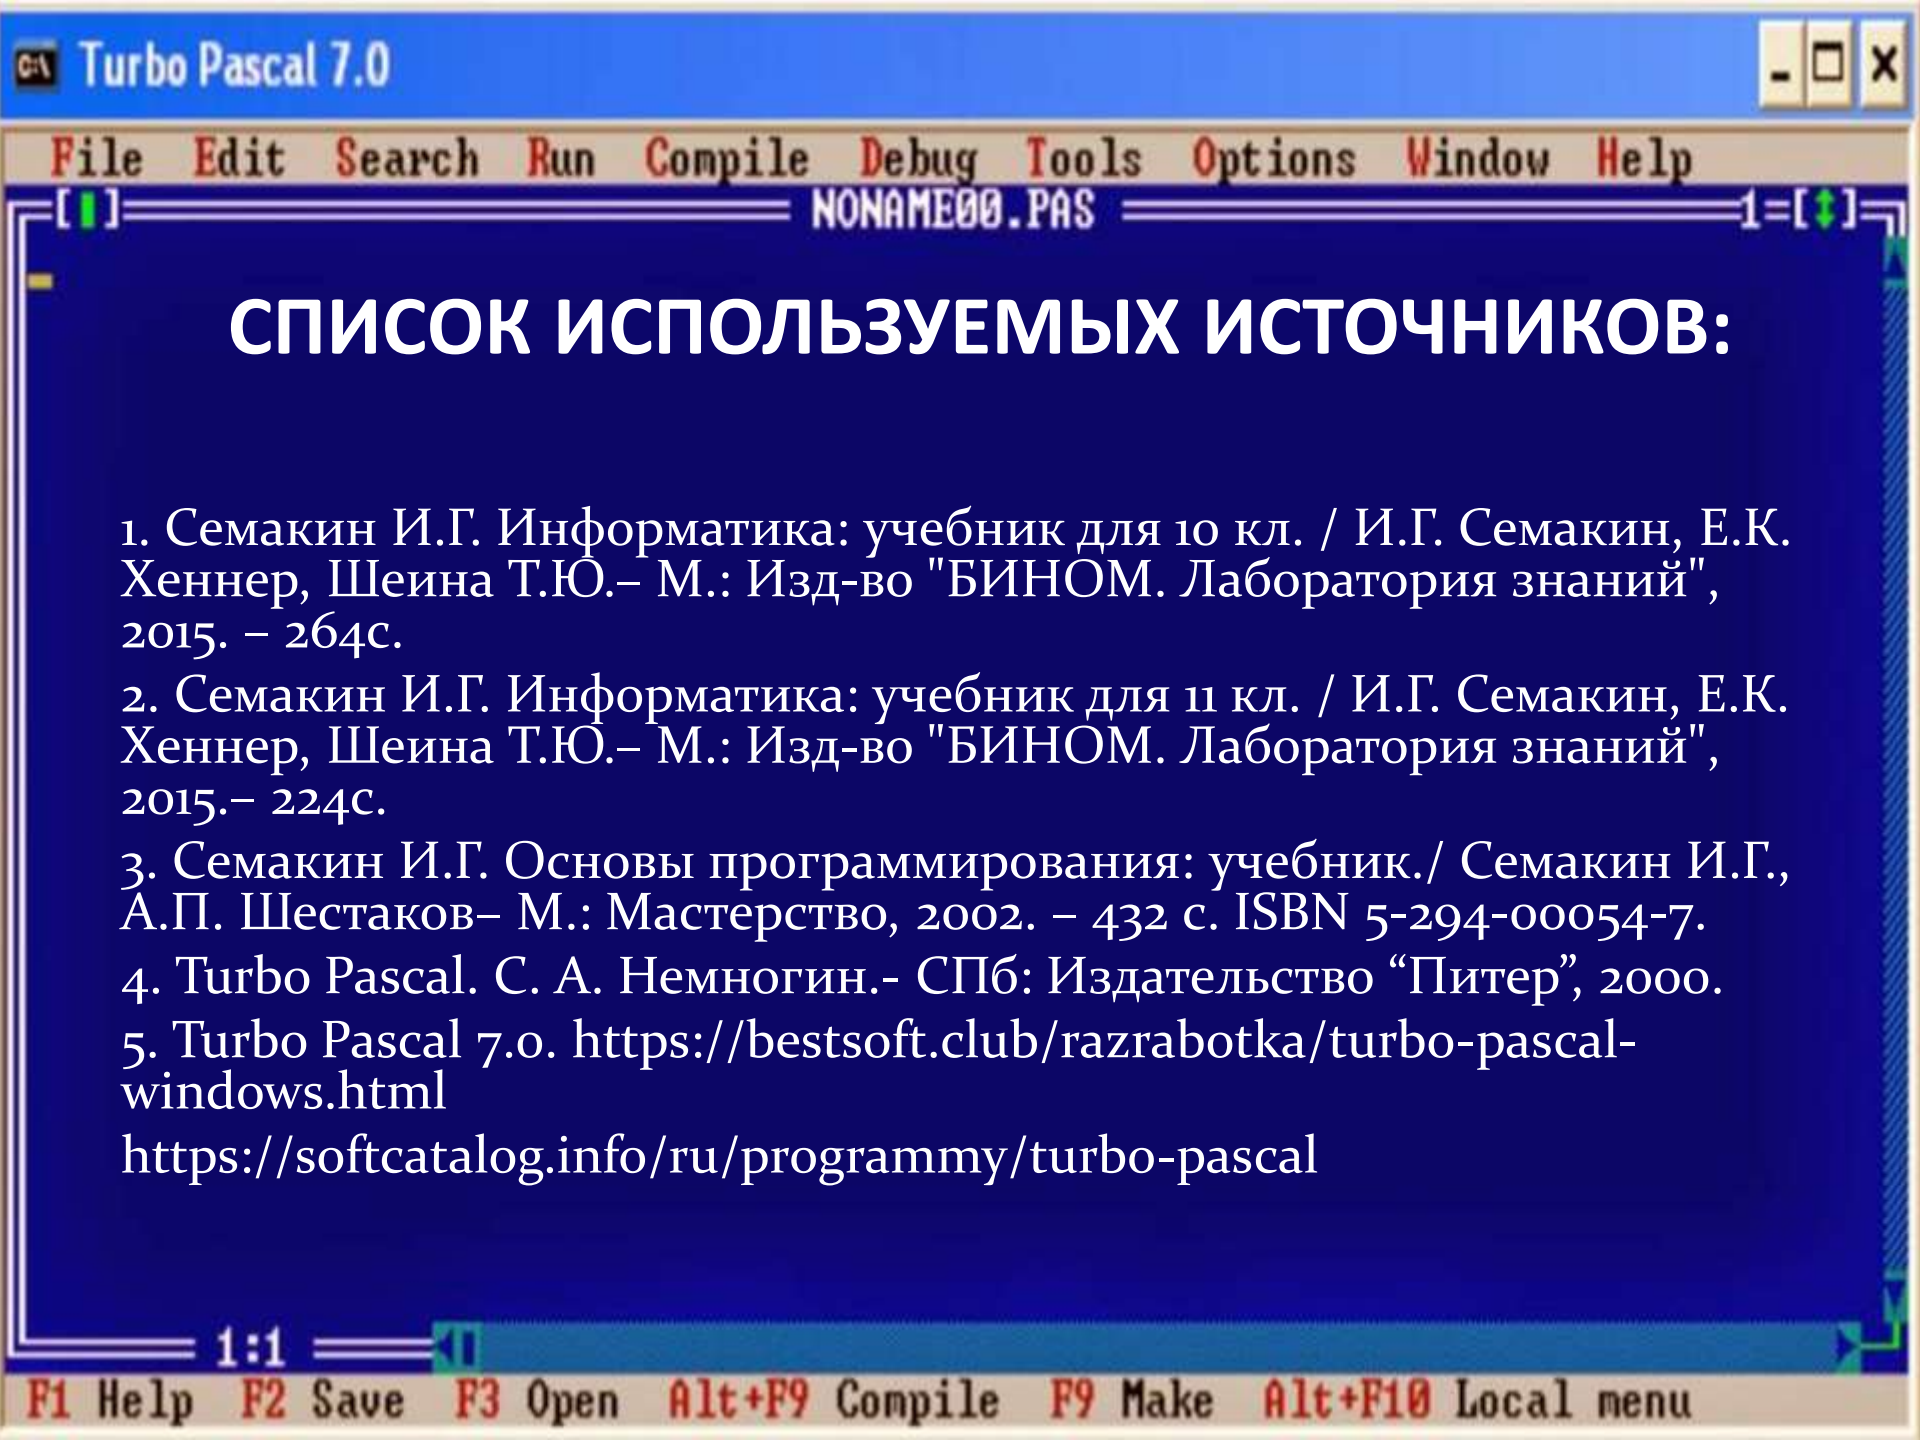 Turbo Pascal 7.0
File Edit Search Run Compile Debug Tools Options Window Help
[ ] NONAME00.PAS 1=[ ]
СПИСОК ИСПОЛЬЗУЕМЫХ ИСТОЧНИКОВ:
1. Семакин И.Г. Информатика: учебник для 10 кл. / И.Г. Семакин, Е.К.
Хеннер, Шеина Т.Ю.– М.: Изд-во "БИНОМ. Лаборатория знаний",
2015. – 264с.
2. Семакин И.Г. Информатика: учебник для 11 кл. / И.Г. Семакин, Е.К.
Хеннер, Шеина Т.Ю.– М.: Изд-во "БИНОМ. Лаборатория знаний",
2015.– 224с.
3. Семакин И.Г. Основы программирования: учебник./ Семакин И.Г.,
А.П. Шестаков– М.: Мастерство, 2002. – 432 с. ISBN 5-294-00054-7.
4. Turbo Pascal. С. А. Немногин.- СПб: Издательство “Питер”, 2000.
5. Turbo Pascal 7.0. https://bestsoft.club/razrabotka/turbo-pascal-
windows.html
https://softcatalog.info/ru/programmy/turbo-pascal
1:1
F1 Help F2 Save F3 Open Alt+F9 Compile F9 Make Alt+F10 Local menu